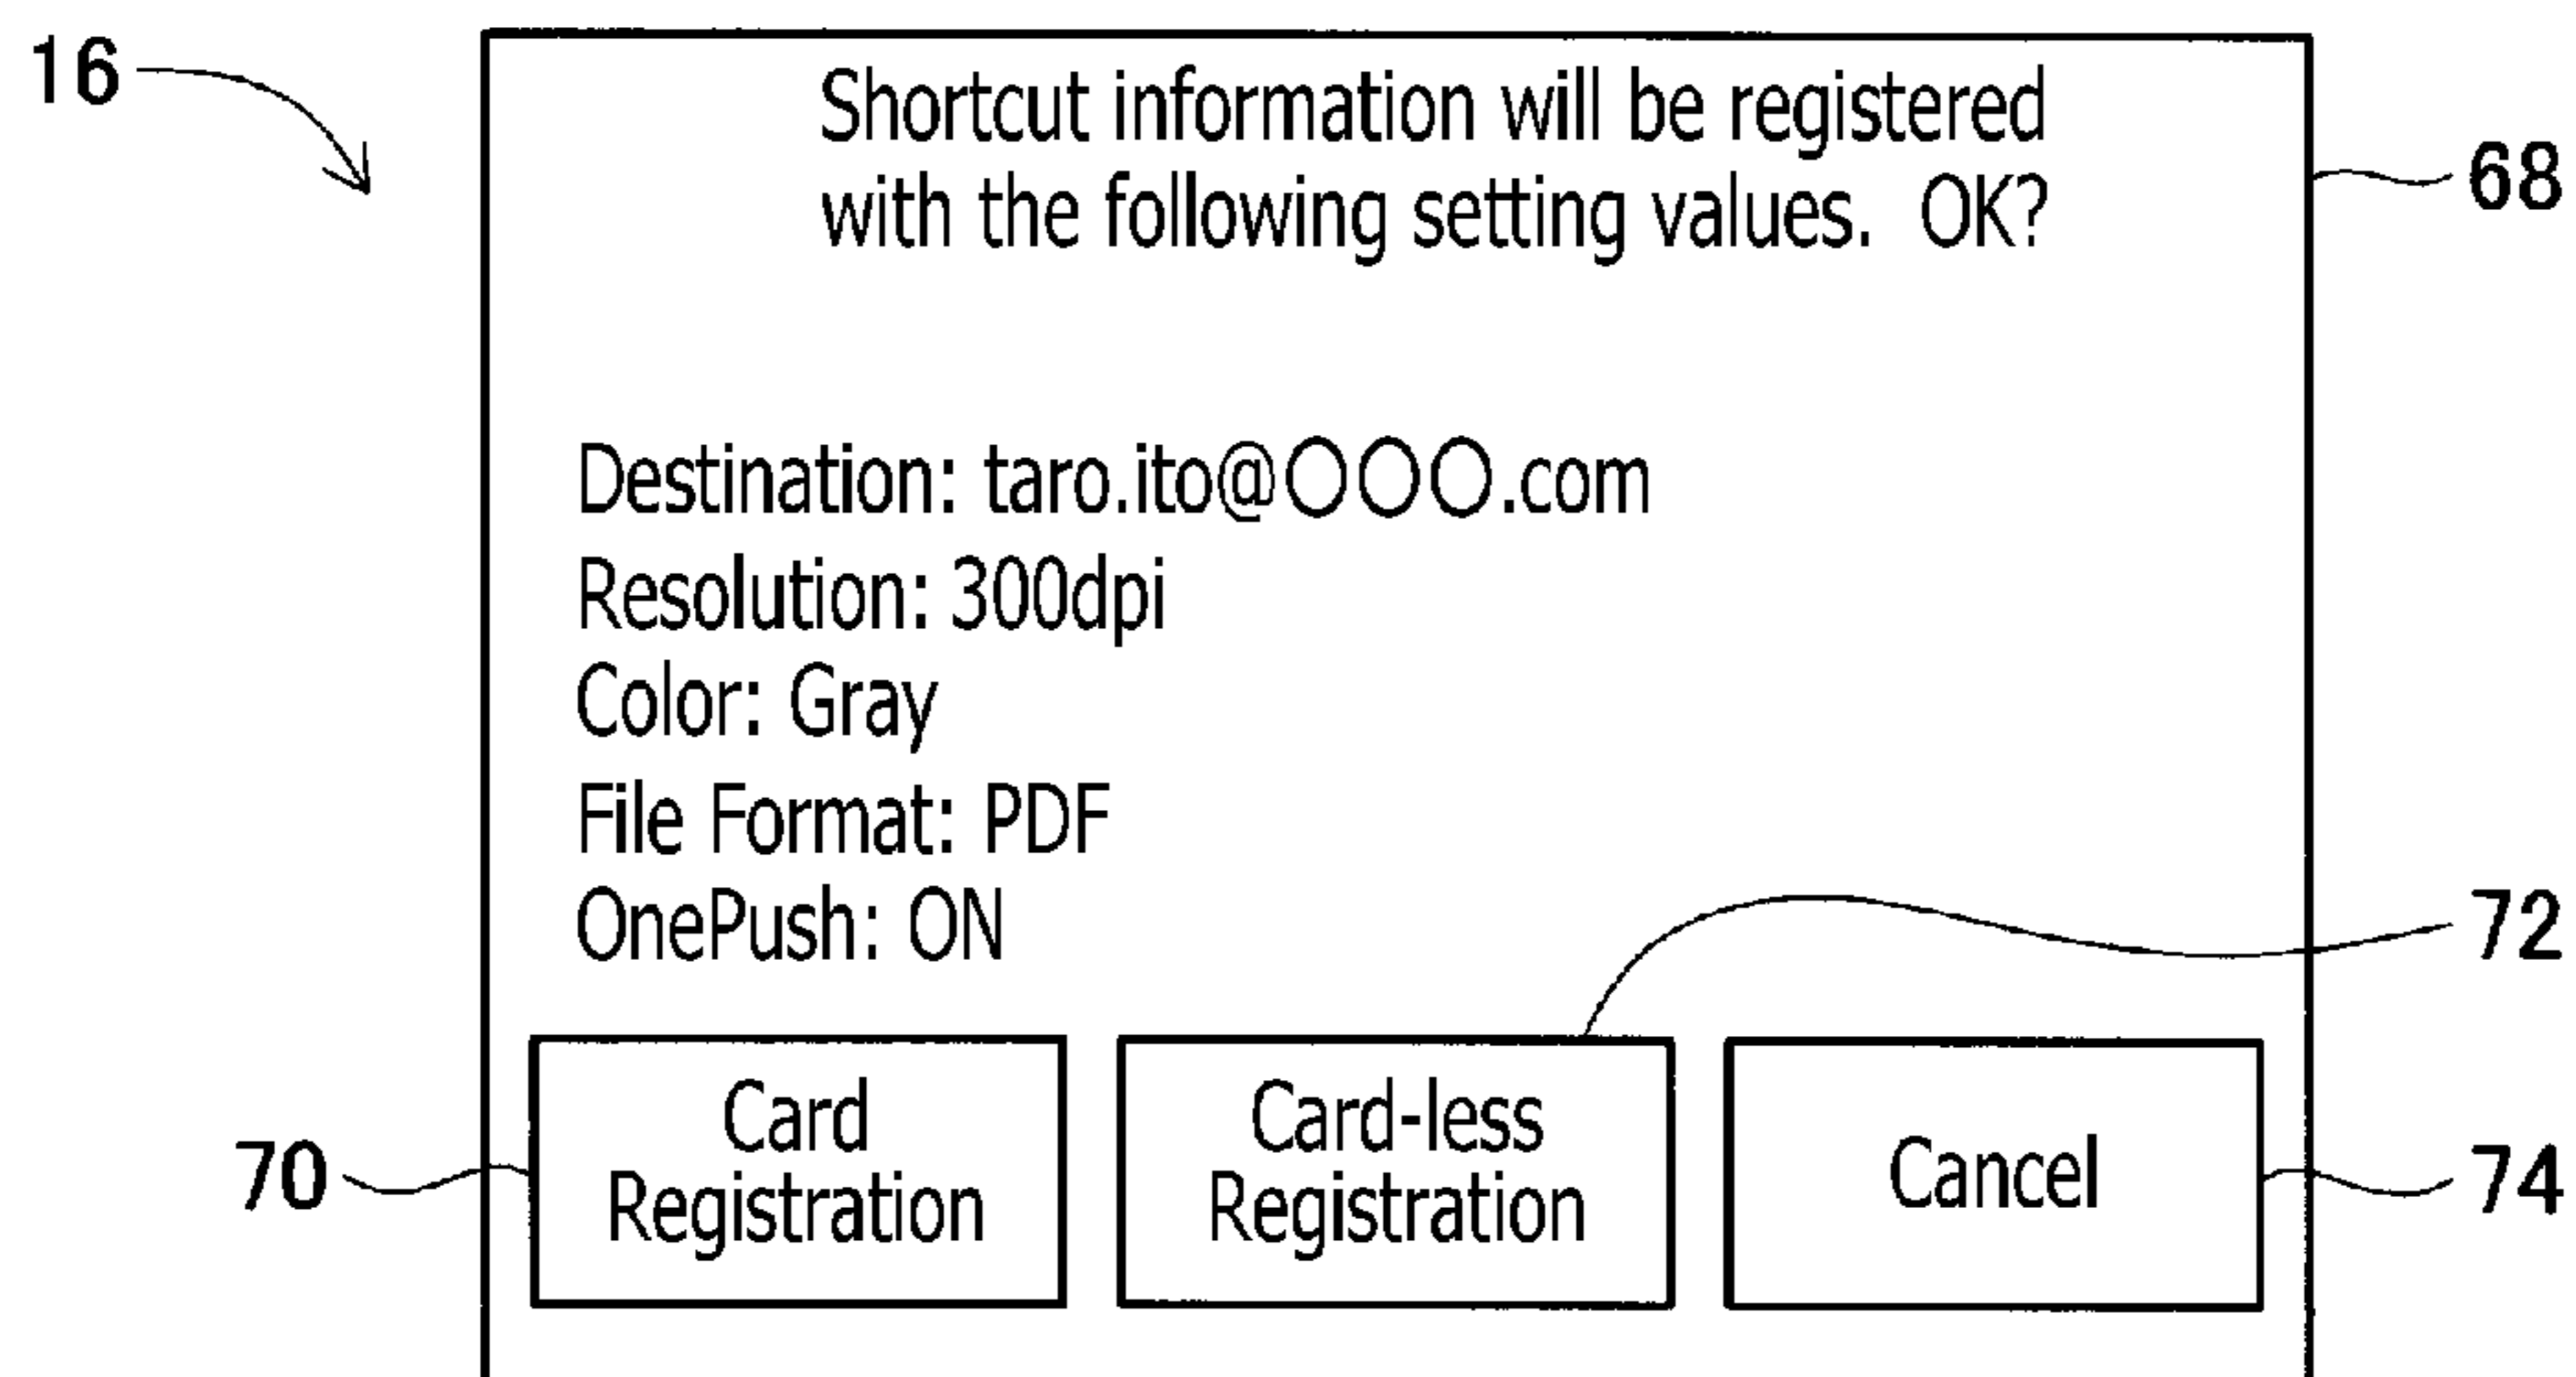 16
Shortcut information will be registered
with the following setting values. OK?
68
Destination: taro.ito@○○○.com
Resolution: 300dpi
Color: Gray
File Format: PDF
OnePush: ON
72
Card
Registration
Card-less
Registration
Cancel
70
74